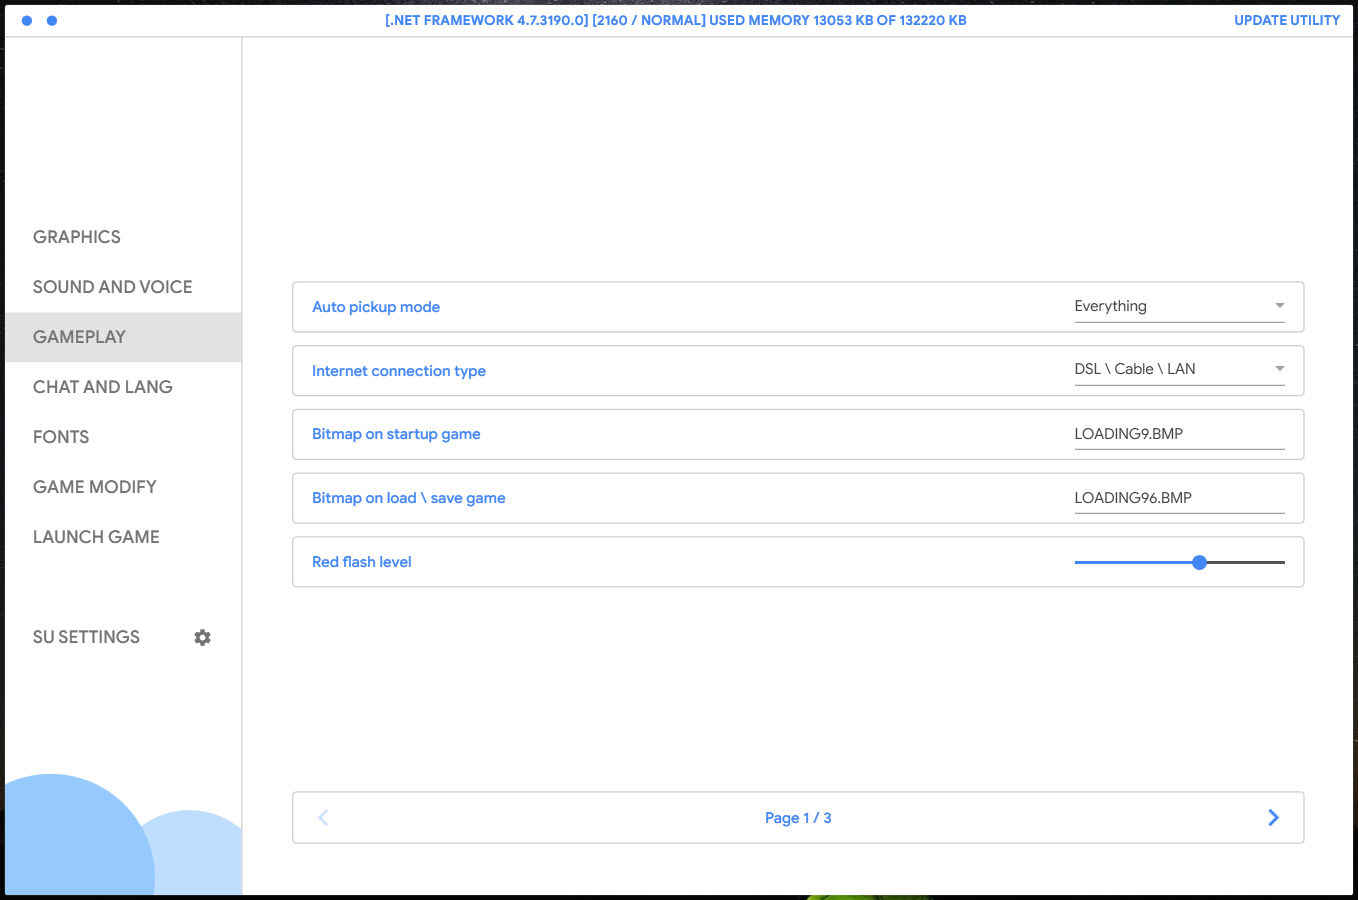 [.NET FRAMEWORK 4.7.3190.0] [2160 / NORMAL] USED MEMORY 13053 KB OF 132220 KB
UPDATE UTILITY
GRAPHICS
SOUND AND VOICE
GAMEPLAY
CHAT AND LANG
FONTS
GAME MODIFY
LAUNCH GAME
SU SETTINGS
Auto pickup mode
Everything
Internet connection type
DSL \ Cable \ LAN
Bitmap on startup game
LOADING9.BMP
Bitmap on load \ save game
LOADING96.BMP
Red flash level
Page 1 / 3